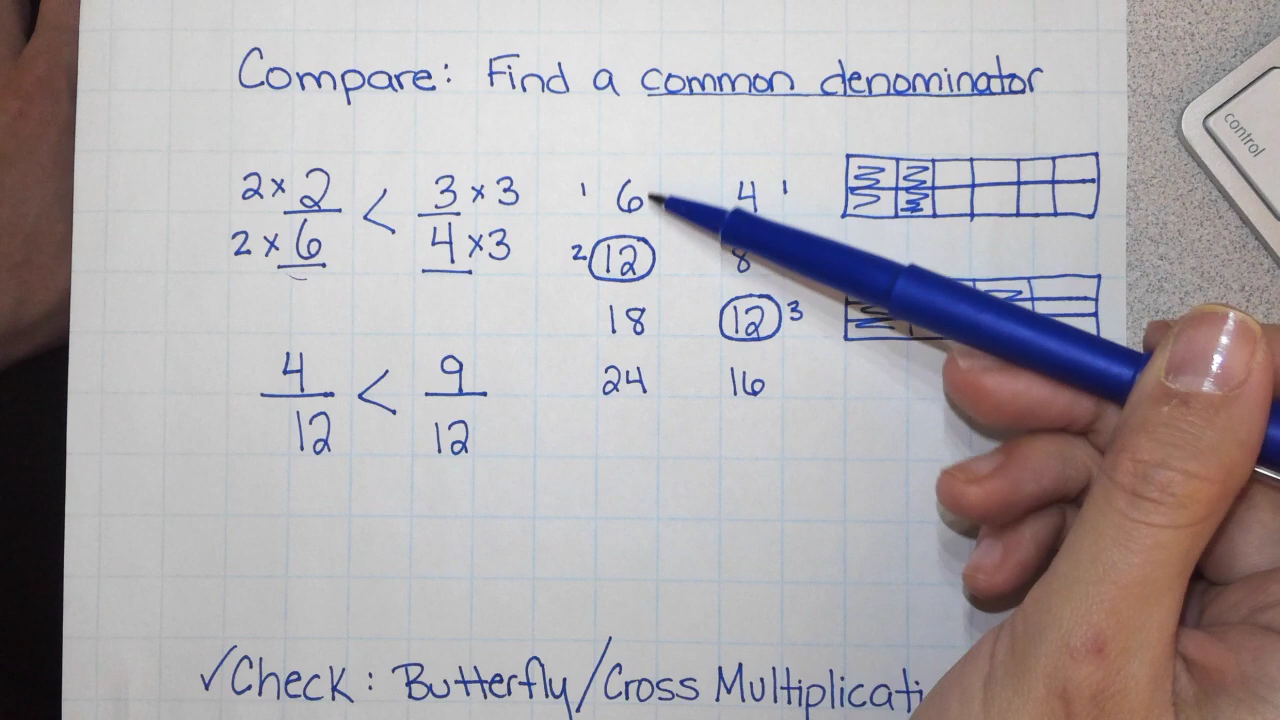 Compare: Find a common denominator
2 × 2 < 3 × 3 1 6 4 1
2 × 6 4 × 3 2 12 8
18 12 3
4 < 9 24 16
12 12
✓Check: Butterfly/Cross Multiplicati
control